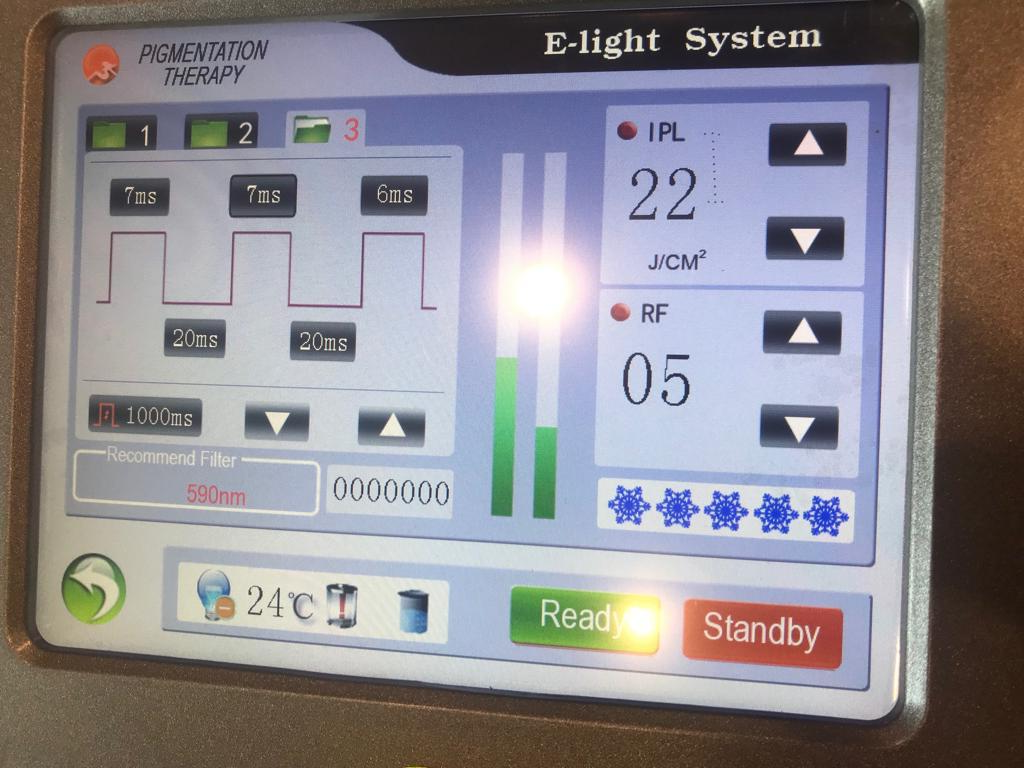 PIGMENTATION
THERAPY
E-light System
1
2
3
7ms
7ms
6ms
20ms
20ms
1000ms
Recommend Filter
590nm
0000000
IPL
22
J/CM²
RF
05
24℃
Ready
Standby